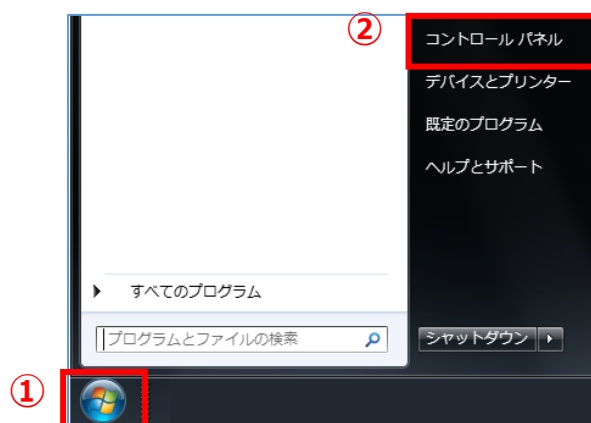 ②
コントロール パネル
デバイスとプリンター
既定のプログラム
ヘルプとサポート
すべてのプログラム
プログラムとファイルの検索
シャットダウン
①